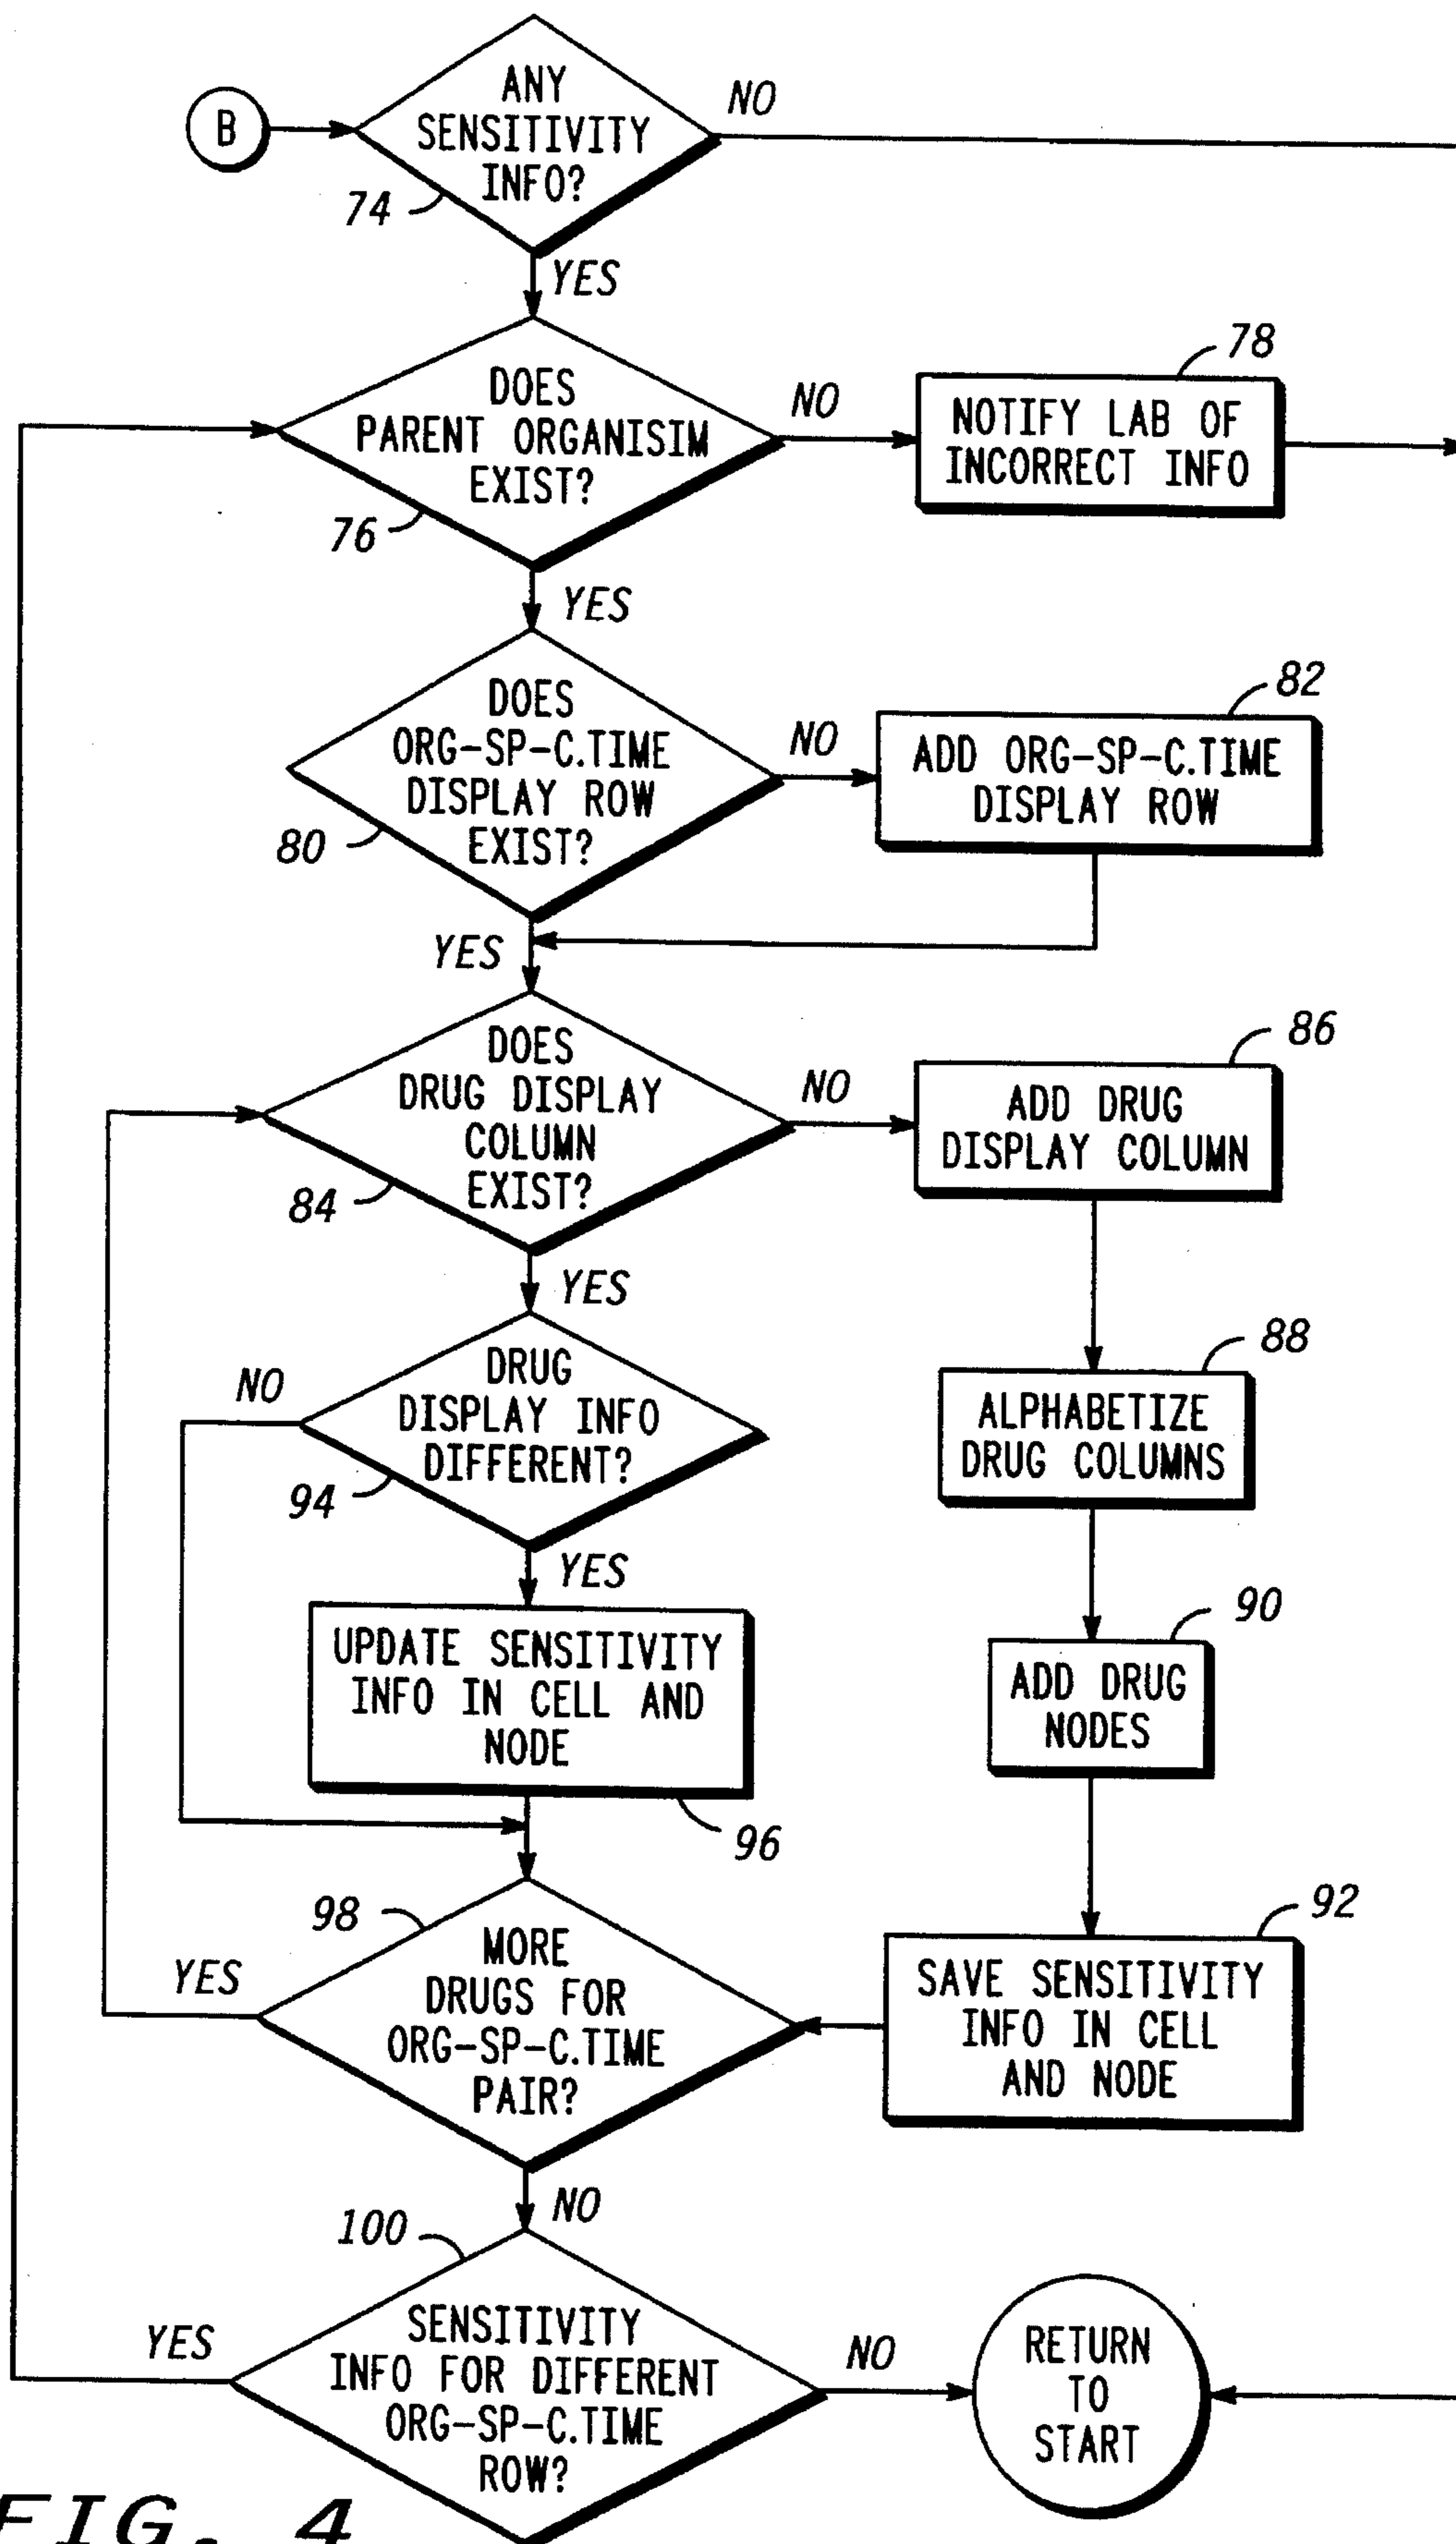 B
ANY
SENSITIVITY
INFO?
NO
74
YES
DOES
PARENT ORGANISIM
EXIST?
NO
76
78
NOTIFY LAB OF
INCORRECT INFO
YES
DOES
ORG-SP-C.TIME
DISPLAY ROW
EXIST?
NO
80
82
ADD ORG-SP-C.TIME
DISPLAY ROW
YES
DOES
DRUG DISPLAY
COLUMN
EXIST?
NO
84
86
ADD DRUG
DISPLAY COLUMN
YES
DRUG
DISPLAY INFO
DIFFERENT?
NO
94
88
ALPHABETIZE
DRUG COLUMNS
YES
UPDATE SENSITIVITY
INFO IN CELL AND
NODE
96
90
ADD DRUG
NODES
98
MORE
DRUGS FOR
ORG-SP-C.TIME
PAIR?
YES
92
SAVE SENSITIVITY
INFO IN CELL
AND NODE
NO
100
SENSITIVITY
INFO FOR DIFFERENT
ORG-SP-C.TIME
ROW?
YES
NO
RETURN
TO
START
FIG. 4